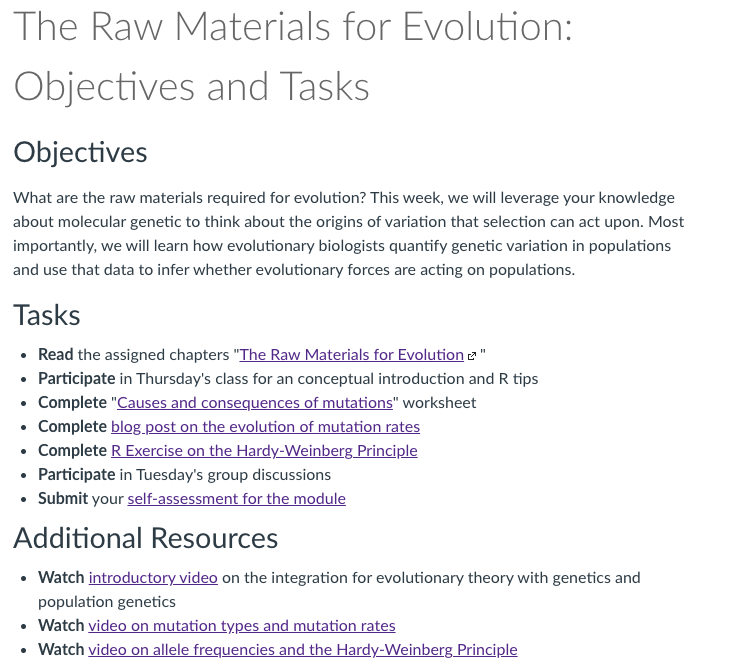 The Raw Materials for Evolution:
Objectives and Tasks
Objectives
What are the raw materials required for evolution? This week, we will leverage your knowledge
about molecular genetic to think about the origins of variation that selection can act upon. Most
importantly, we will learn how evolutionary biologists quantify genetic variation in populations
and use that data to infer whether evolutionary forces are acting on populations.
Tasks
• Read the assigned chapters "The Raw Materials for Evolution "
• Participate in Thursday's class for an conceptual introduction and R tips
• Complete "Causes and consequences of mutations" worksheet
• Complete blog post on the evolution of mutation rates
• Complete R Exercise on the Hardy-Weinberg Principle
• Participate in Tuesday's group discussions
• Submit your self-assessment for the module
Additional Resources
• Watch introductory video on the integration for evolutionary theory with genetics and
population genetics
• Watch video on mutation types and mutation rates
• Watch video on allele frequencies and the Hardy-Weinberg Principle